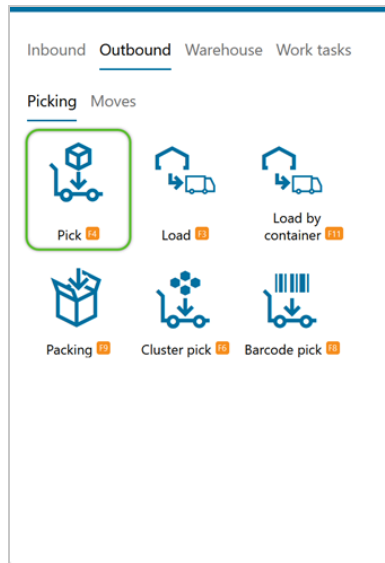 Inbound Outbound Warehouse Work tasks
Picking Moves
Pick F4
Load F3
Load by
container F11
Packing F9
Cluster pick F6
Barcode pick F8